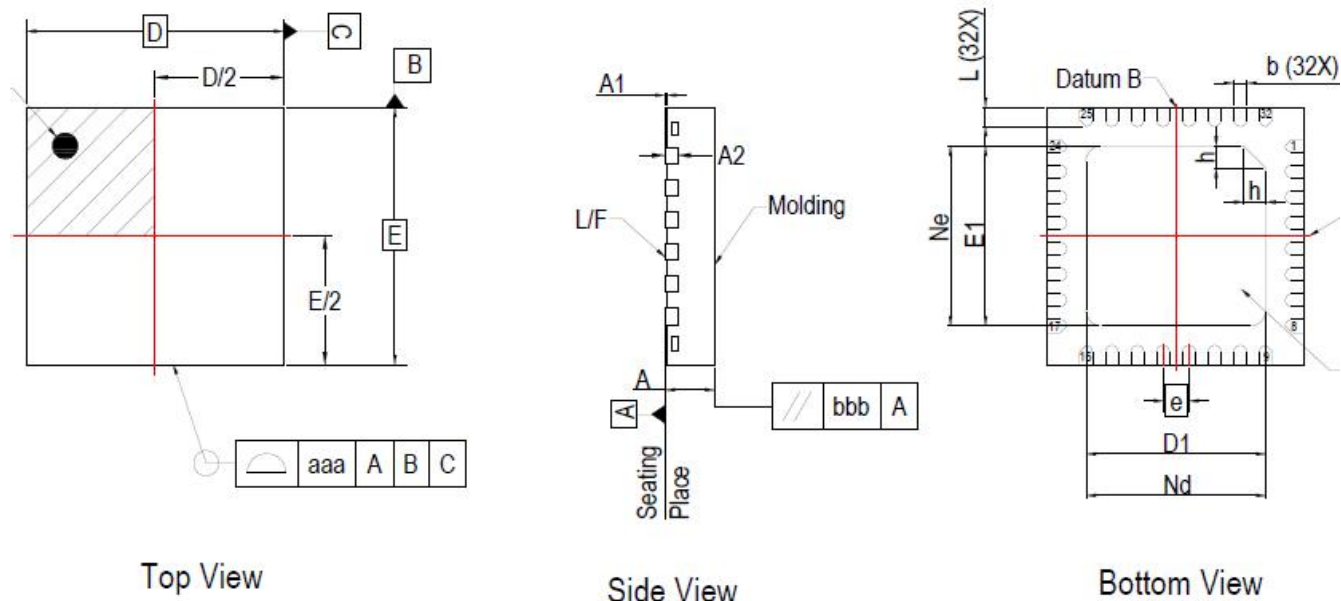 D
C
D/2
B
E
E/2
aaa A B C
Top View
A1
A2
L/F
Molding
A
A
bbb A
Seating
Place
Side View
L (32X)
b (32X)
Datum B
25
32
24
1
h
h
Ne
E1
17
8
16
9
e
D1
Nd
Bottom View